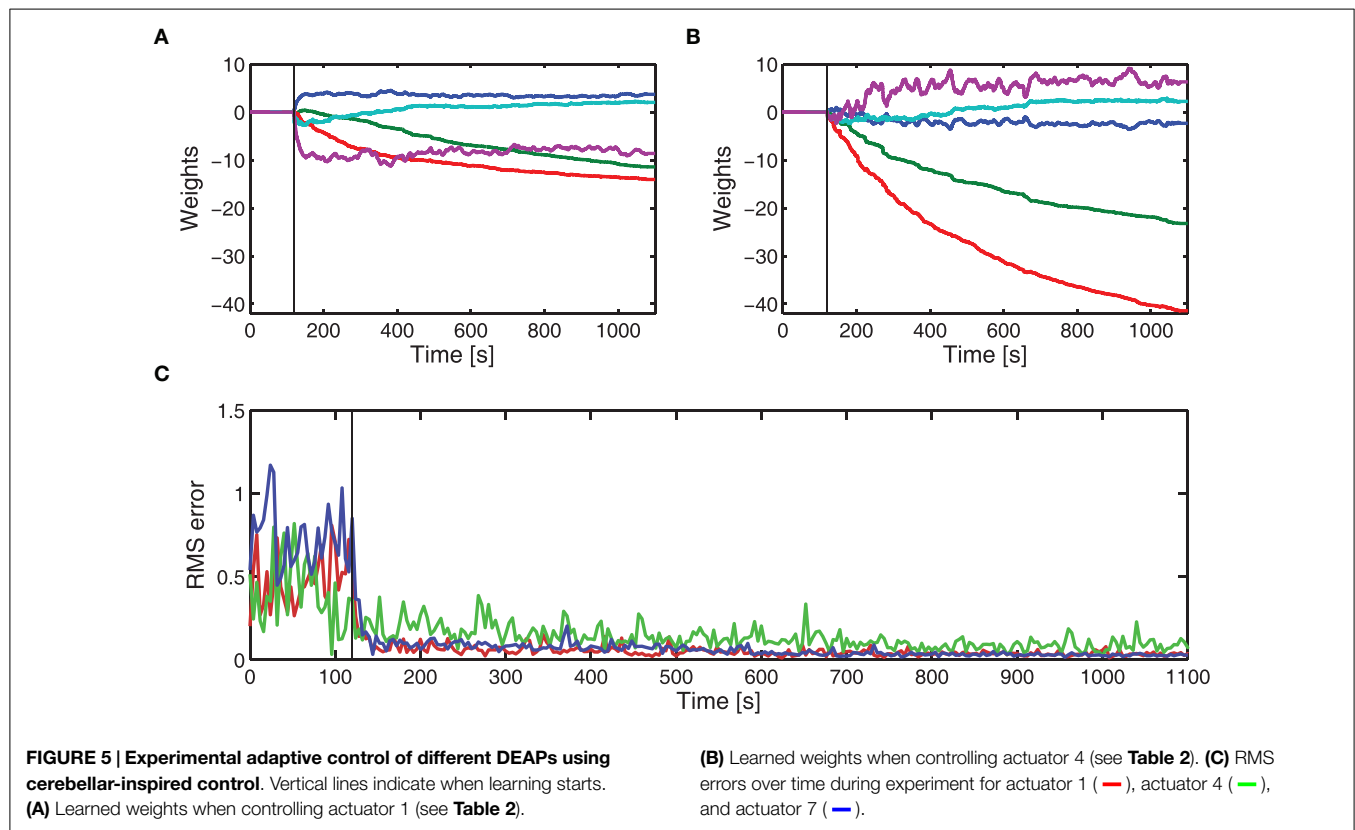 A
B
10
0
−10
−20
−30
−40
Weights
0 200 400 600 800 1000
Time [s]
10
0
−10
−20
−30
−40
Weights
0 200 400 600 800 1000
Time [s]
C
1.5
1
0.5
0
RMS error
0 100 200 300 400 500 600 700 800 900 1000 1100
Time [s]
FIGURE 5 | Experimental adaptive control of different DEAPs using
cerebellar-inspired control. Vertical lines indicate when learning starts.
(A) Learned weights when controlling actuator 1 (see Table 2).
(B) Learned weights when controlling actuator 4 (see Table 2). (C) RMS
errors over time during experiment for actuator 1 ( ), actuator 4 ( ),
and actuator 7 ( ).